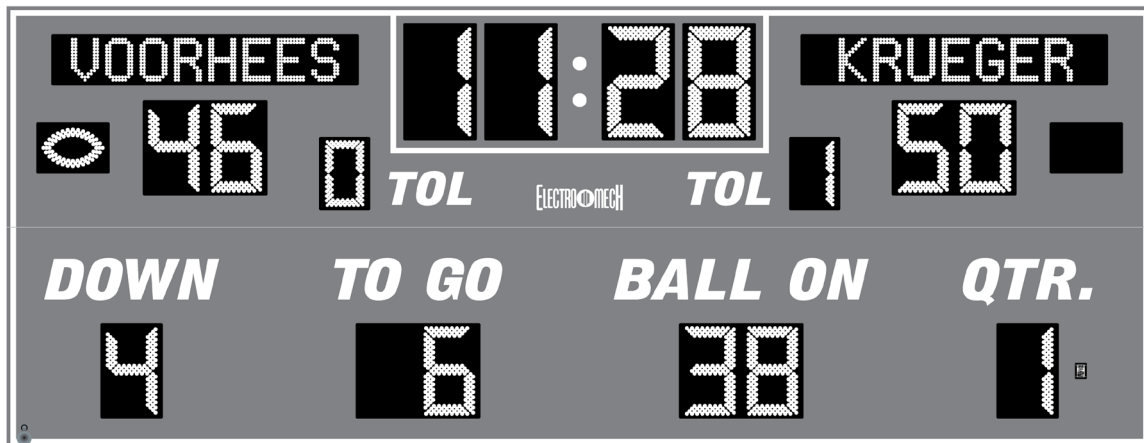 VOORHEES 11:28 KRUEGER
46 50
0 TOL ELECTRO-MECH TOL 1
DOWN TO GO BALL ON QTR.
4 6 38 1